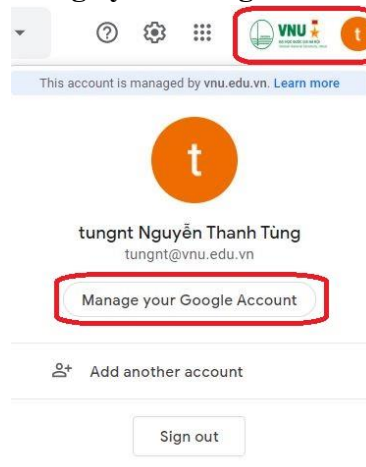 VNU
t
This account is managed by vnu.edu.vn. Learn more
t
tungnt Nguyễn Thanh Tùng
tungnt@vnu.edu.vn
Manage your Google Account
Add another account
Sign out